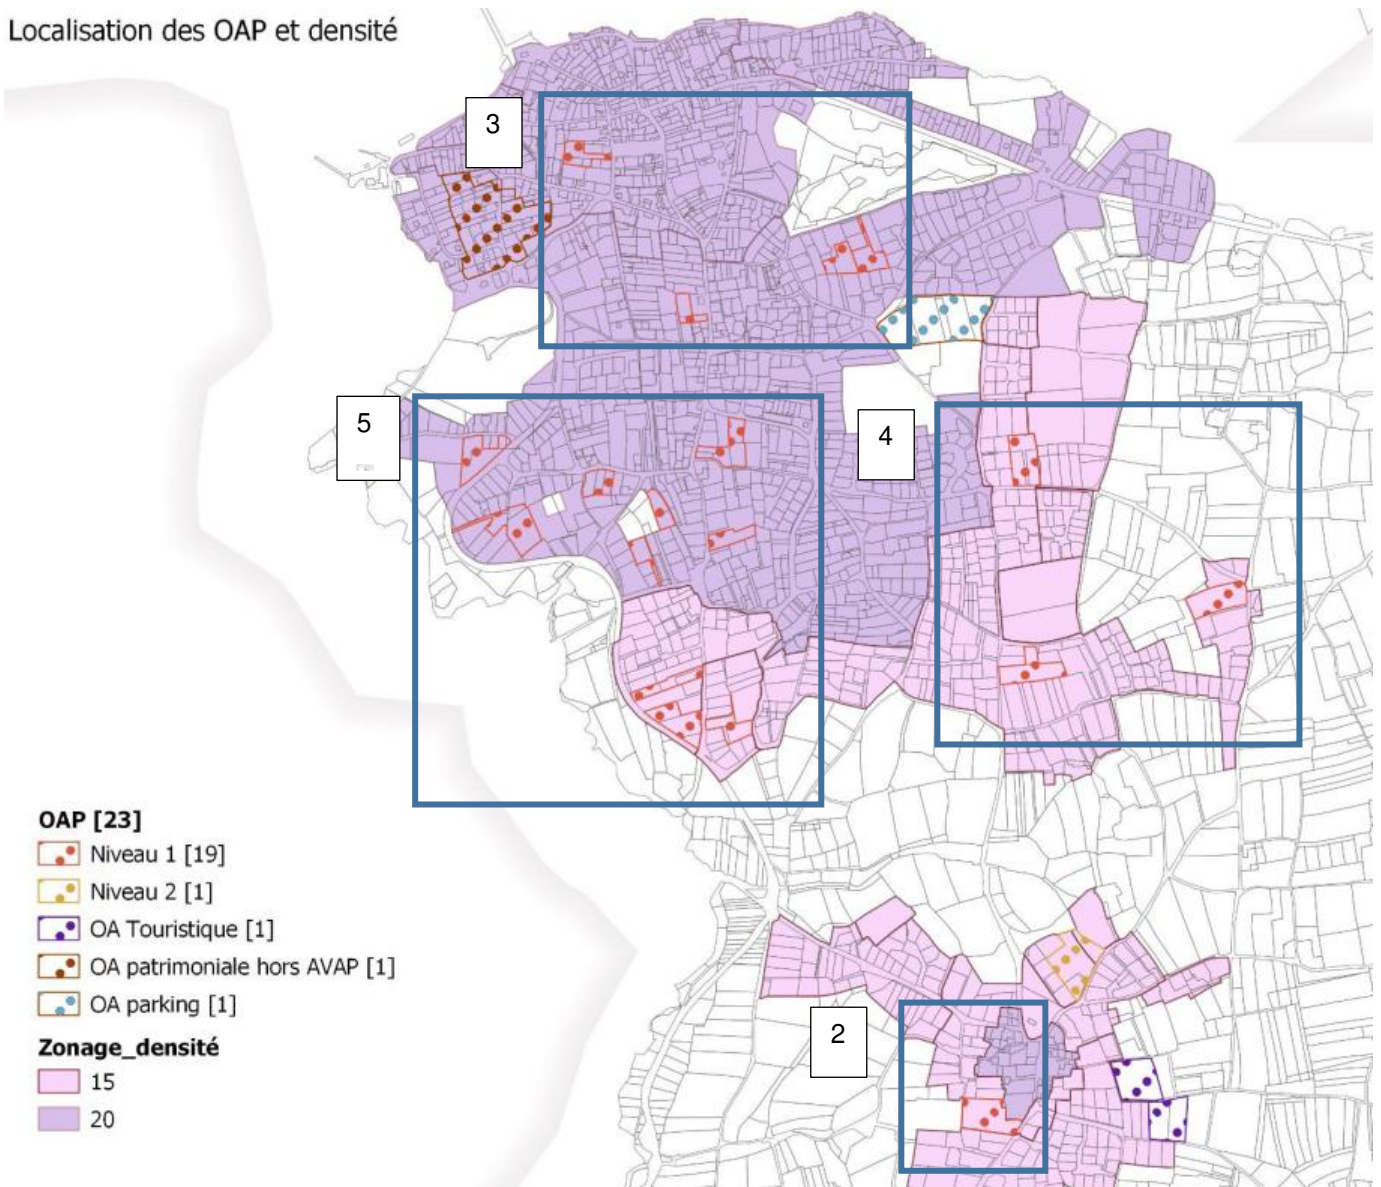 Localisation des OAP et densité
3
5
4
OAP [23]
Niveau 1 [19]
Niveau 2 [1]
OA Touristique [1]
OA patrimoniale hors AVAP [1]
OA parking [1]
Zonage_densité
15
20
2